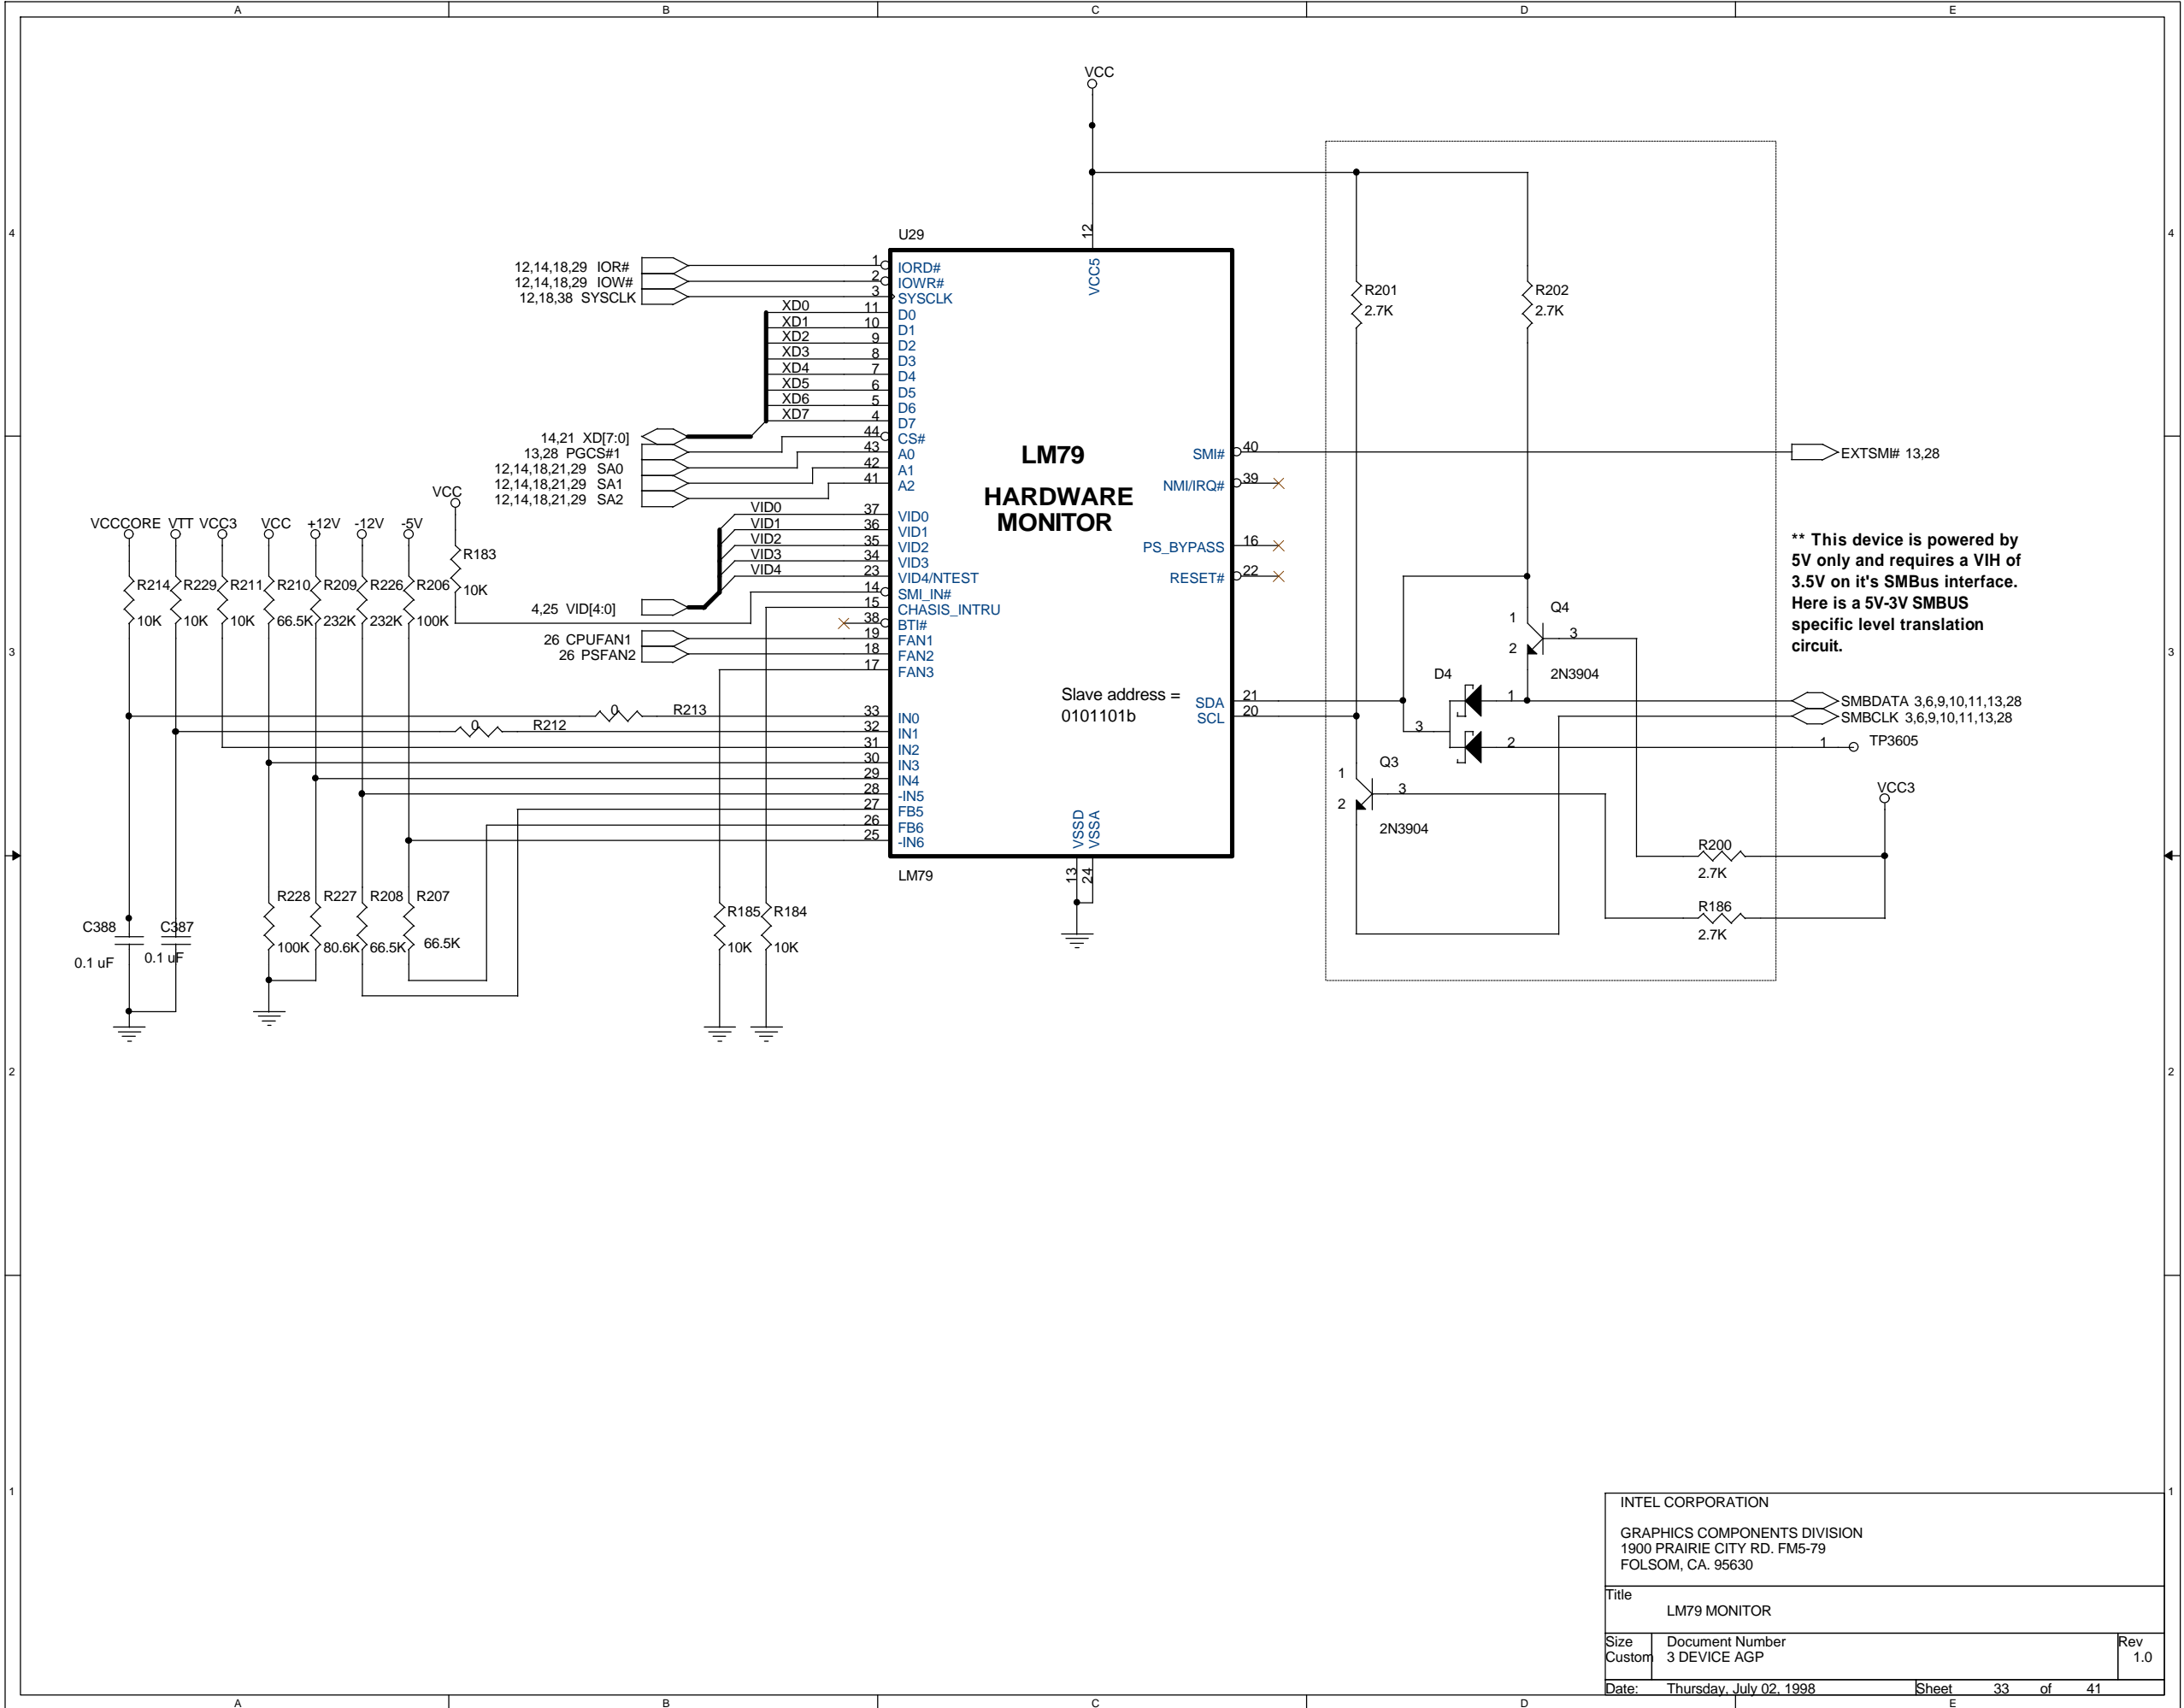 A B C D E
VCC
4 4
U29
12
12,14,18,29 IOR# 1 IORD#
12,14,18,29 IOW# 2 IOWR#
12,18,38 SYSCLK 3 SYSCLK
VCC5
XD0 11 D0
XD1 10 D1
XD2 9 D2
XD3 8 D3
XD4 7 D4
XD5 6 D5
XD6 5 D6
XD7 4 D7
R201
2.7K
R202
2.7K
14,21 XD[7:0] 44 CS#
13,28 PGCS#1 43 A0
12,14,18,21,29 SA0 42 A1
12,14,18,21,29 SA1 41 A2
12,14,18,21,29 SA2
LM79
HARDWARE
MONITOR
SMI# 40 EXTSMI# 13,28
NMI/IRQ# 39
PS_BYPASS 16
RESET# 22
VID0 37 VID0
VID1 36 VID1
VID2 35 VID2
VID3 34 VID3
VID4 23 VID4/NTEST
14 SMI_IN#
4,25 VID[4:0] 15 CHASIS_INTRU
38 BTI#
26 CPUFAN1 19 FAN1
26 PSFAN2 18 FAN2
17 FAN3
VCC
R183
10K
VCCCORE VTT VCC3 VCC +12V -12V -5V
R214 R229 R211 R210 R209 R226 R206
10K 10K 10K 66.5K 232K 232K 100K
** This device is powered by
5V only and requires a VIH of
3.5V on it's SMBus interface.
Here is a 5V-3V SMBUS
specific level translation
circuit.
3 3
1 Q4
2 3
2N3904
D4
Slave address =
0101101b
SDA 21
SCL 20
1 SMBDATA 3,6,9,10,11,13,28
SMBCLK 3,6,9,10,11,13,28
3
2 1 TP3605
0 R213 33 IN0
0 R212 32 IN1
31 IN2
30 IN3
29 IN4
28 -IN5
27 FB5
26 FB6
25 -IN6
Q3
1
2 3
2N3904
VCC3
VSSD
VSSA
13
24
LM79
R200
2.7K
R186
2.7K
R228 R227 R208 R207
100K 80.6K 66.5K 66.5K
C388
0.1 uF
C387
0.1 uF
R185 R184
10K 10K
2 2
1 1
INTEL CORPORATION
GRAPHICS COMPONENTS DIVISION
1900 PRAIRIE CITY RD. FM5-79
FOLSOM, CA. 95630
Title
LM79 MONITOR
Size Document Number Rev
Custom 3 DEVICE AGP 1.0
Date: Thursday, July 02, 1998 Sheet 33 of 41
A B C D E